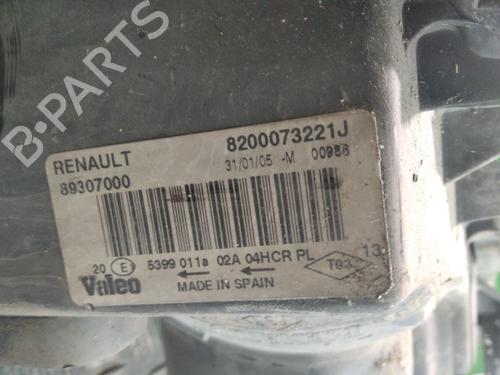 B-PARTS
RENAULT 8200073221J
89307000 31/01/05 -M 00986
20 E 5399 011a 02A 04HCR PL T93 13
Valeo MADE IN SPAIN